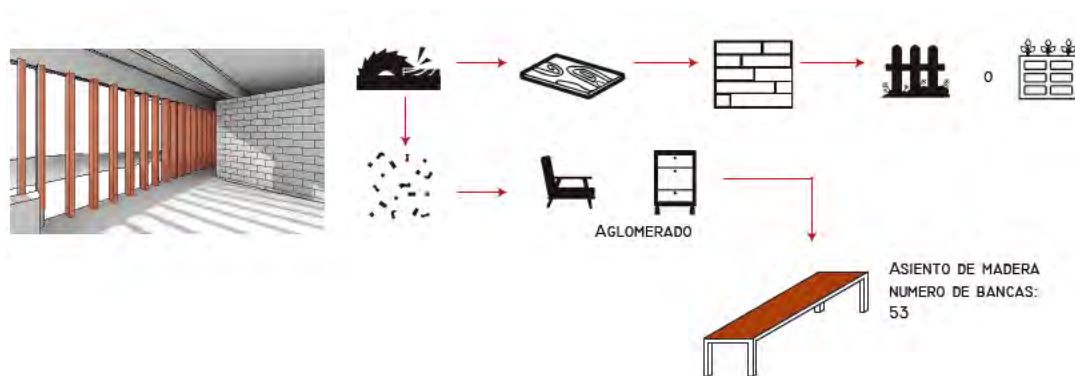 O
AGLOMERADO
ASIENTO DE MADERA
NUMERO DE BANCAS:
53